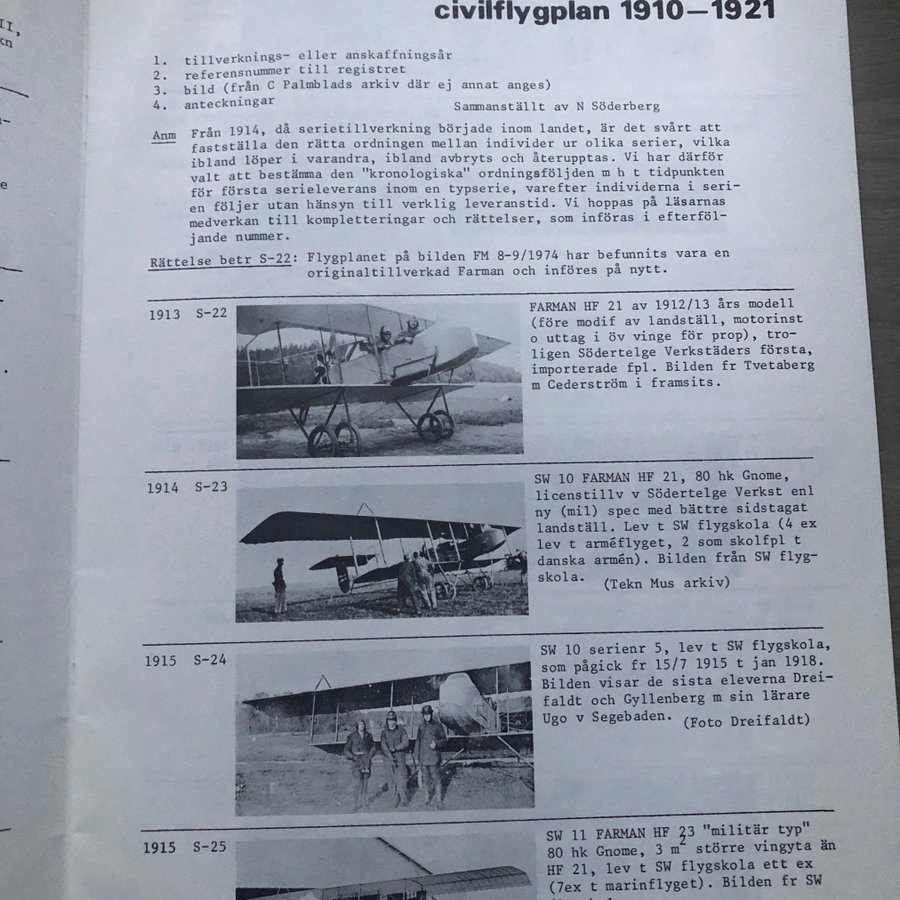 II,
kn
e
civilflygplan 1910–1921
1. tillverknings- eller anskaffningsår
2. referensnummer till registret
3. bild (från C Palmblads arkiv där ej annat anges)
4. anteckningar
Sammanställt av N Söderberg
Anm Från 1914, då serietillverkning började inom landet, är det svårt att
fastställa den rätta ordningen mellan individer ur olika serier, vilka
ibland löper i varandra, ibland avbryts och återupptas. Vi har därför
valt att bestämma den "kronologiska" ordningsföljden m h t tidpunkten
för första serieleverans inom en typserie, varefter individerna i seri-
en följer utan hänsyn till verklig leveranstid. Vi hoppas på läsarnas
medverkan till kompletteringar och rättelser, som införas i efterföl-
jande nummer.
Rättelse betr S-22: Flygplanet på bilden FM 8-9/1974 har befunnits vara en
originaltillverkad Farman och införes på nytt.
1913 S-22
FARMAN HF 21 av 1912/13 års modell
(före modif av landställ, motorinst
o uttag i öv vinge för prop), tro-
ligen Södertelge Verkstäders första,
importerade fpl. Bilden fr Tvetaberg
m Cederström i framsits.
1914 S-23
SW 10 FARMAN HF 21, 80 hk Gnome,
licenstillv v Södertelge Verkst enl
ny (mil) spec med bättre sidstagat
landställ. Lev t SW flygskola (4 ex
lev t arméflyget, 2 som skolfpl t
danska armén). Bilden från SW flyg-
skola. (Tekn Mus arkiv)
1915 S-24
SW 10 serienr 5, lev t SW flygskola,
som pågick fr 15/7 1915 t jan 1918.
Bilden visar de sista eleverna Drei-
faldt och Gyllenberg m sin lärare
Ugo v Segebaden. (Foto Dreifaldt)
1915 S-25
SW 11 FARMAN HF 23 "militär typ"
80 hk Gnome, 3 m² större vingyta än
HF 21, lev t SW flygskola ett ex
(7ex t marinflyget). Bilden fr SW